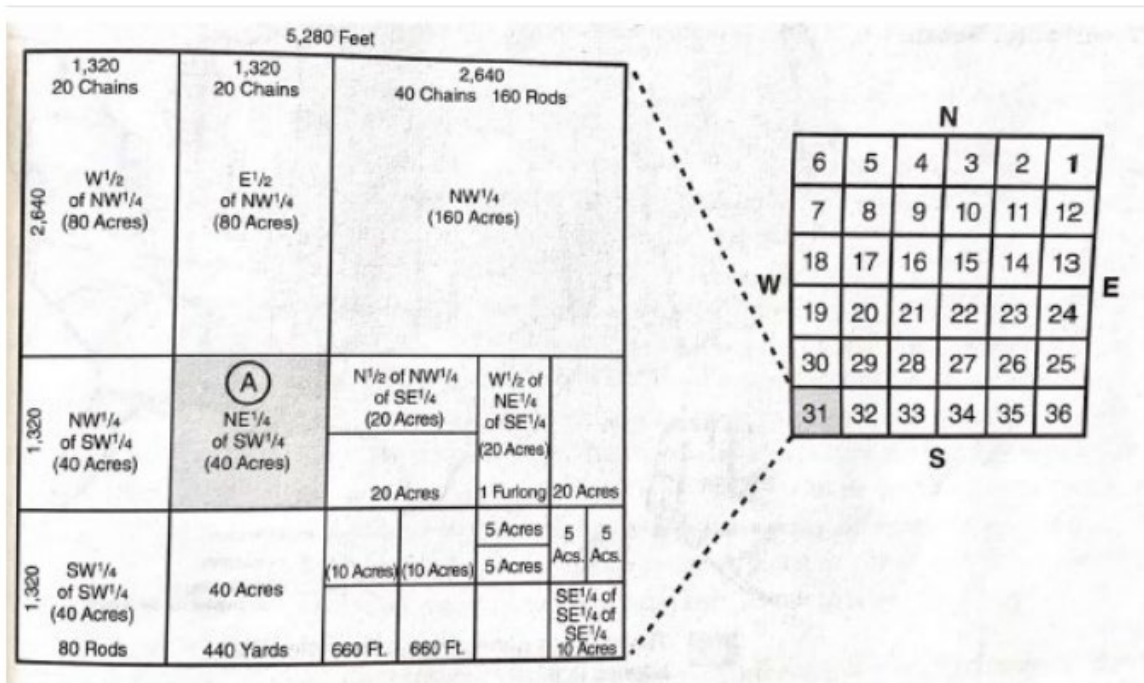 5,280 Feet
1,320
20 Chains
1,320
20 Chains
2,640
40 Chains 160 Rods
2,640
W1/2
of NW1/4
(80 Acres)
E1/2
of NW1/4
(80 Acres)
NW1/4
(160 Acres)
1,320
NW1/4
of SW1/4
(40 Acres)
A
NE1/4
of SW1/4
(40 Acres)
N1/2 of NW1/4
of SE1/4
(20 Acres)
20 Acres
W1/2 of
NE1/4
of SE1/4
(20 Acres)
1 Furlong
20 Acres
1,320
SW1/4
of SW1/4
(40 Acres)
80 Rods
40 Acres
440 Yards
(10 Acres)
(10 Acres)
660 Ft.
660 Ft.
5 Acres
5 Acres
5
Acs.
5
Acs.
SE1/4 of
SE1/4 of
SE1/4
10 Acres
N
6 5 4 3 2 1
7 8 9 10 11 12
18 17 16 15 14 13
W
E
19 20 21 22 23 24
30 29 28 27 26 25
31 32 33 34 35 36
S